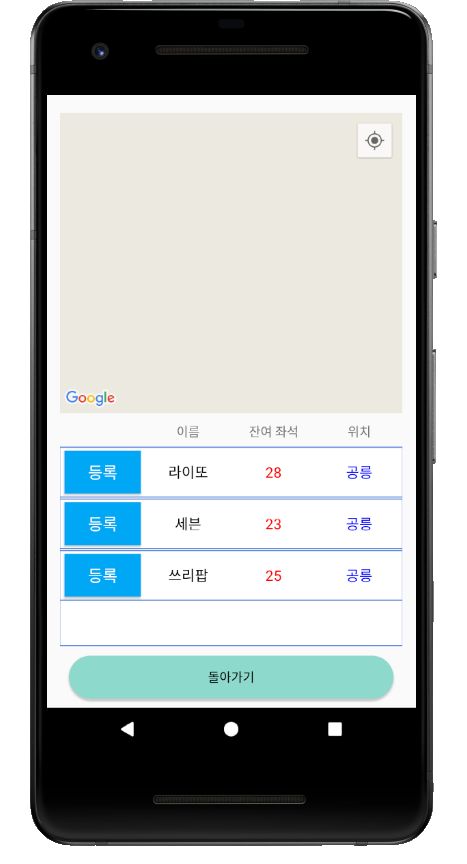 Google
이름 잔여 좌석 위치
등록 라이또 28 공릉
등록 세븐 23 공릉
등록 쓰리팝 25 공릉
돌아가기